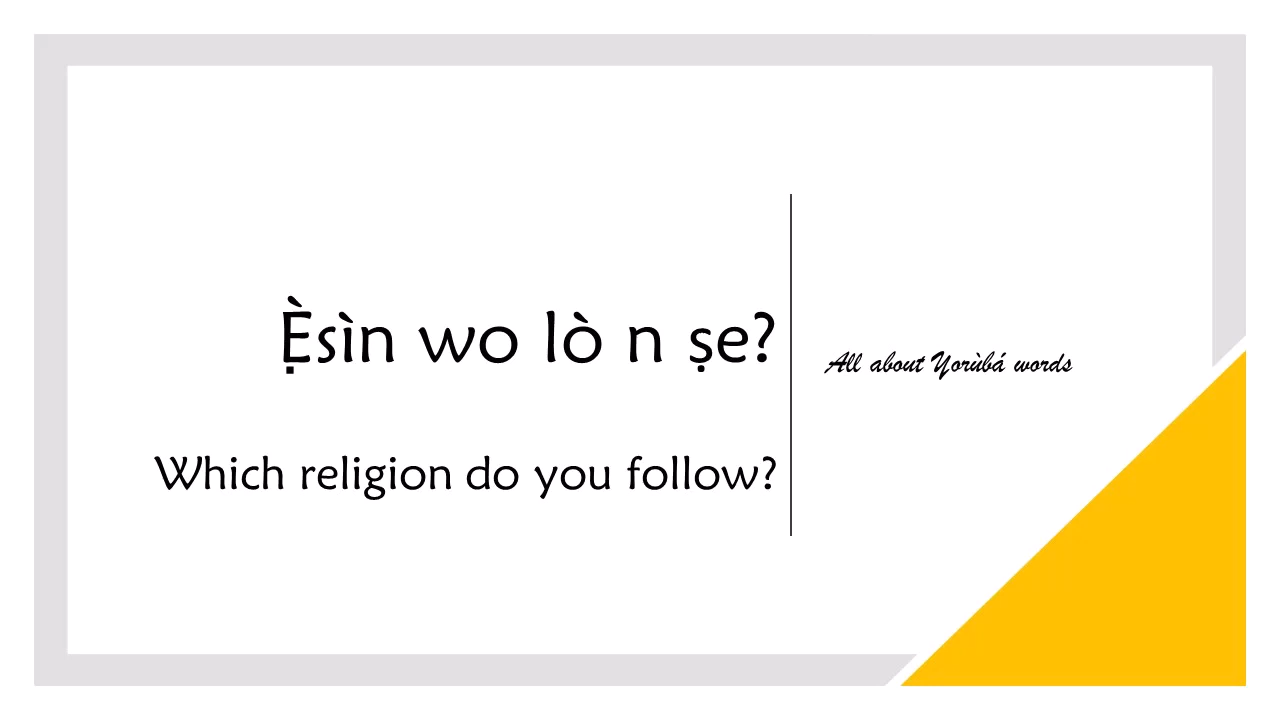 Ẹ̀sìn wo lò n ṣe?
Which religion do you follow?
All about Yorùbá words